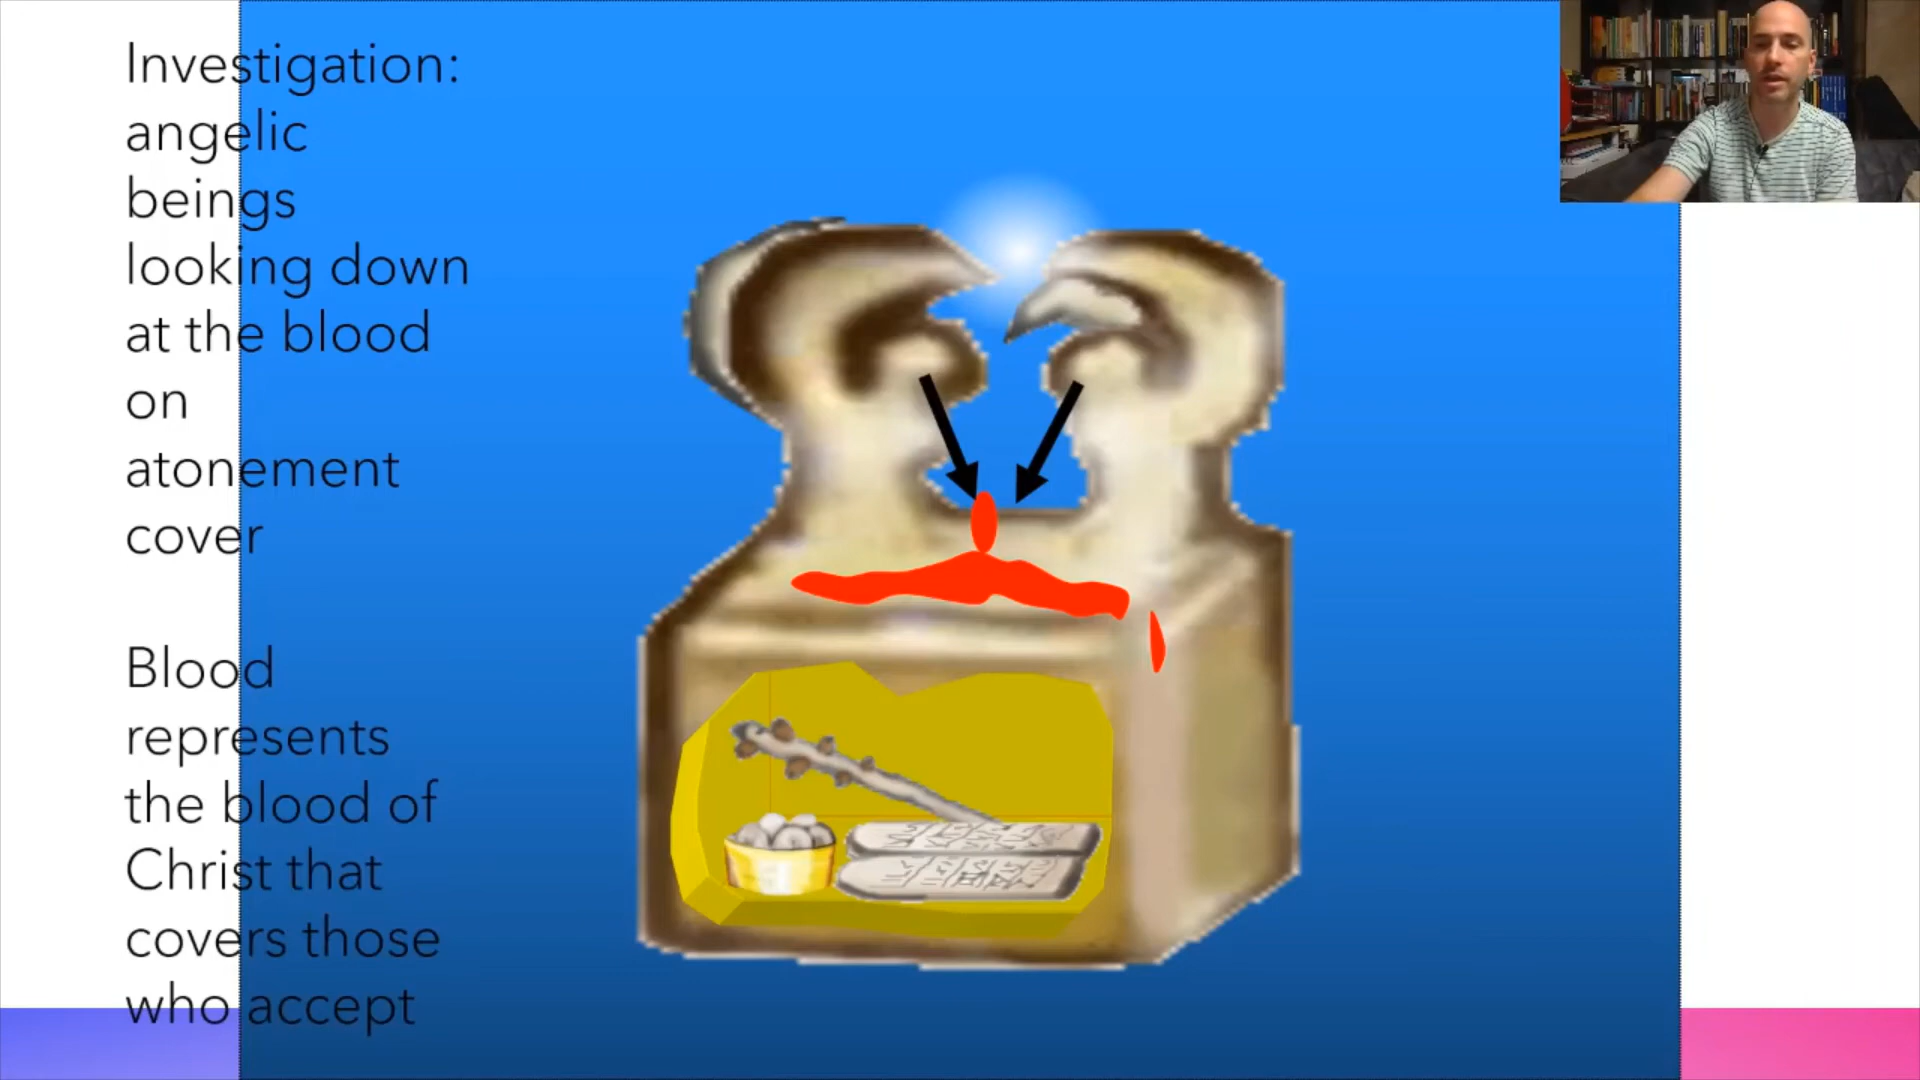 Investigation:
angelic
beings
looking down
at the blood
on
atonement
cover
Blood
represents
the blood of
Christ that
covers those
who accept